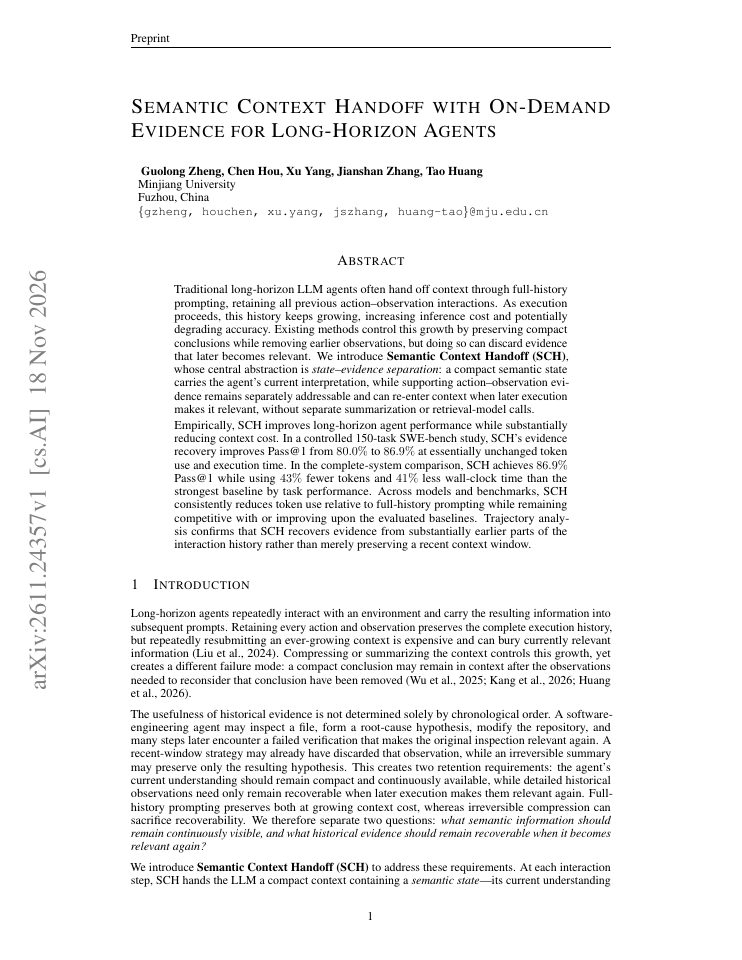 Preprint
SEMANTIC CONTEXT HANDOFF WITH ON-DEMAND
EVIDENCE FOR LONG-HORIZON AGENTS
Guolong Zheng, Chen Hou, Xu Yang, Jianshan Zhang, Tao Huang
Minjiang University
Fuzhou, China
{gzheng, houchen, xu.yang, jszhang, huang-tao}@mju.edu.cn
ABSTRACT
Traditional long-horizon LLM agents often hand off context through full-history
prompting, retaining all previous action–observation interactions. As execution
proceeds, this history keeps growing, increasing inference cost and potentially
degrading accuracy. Existing methods control this growth by preserving compact
conclusions while removing earlier observations, but doing so can discard evidence
that later becomes relevant. We introduce Semantic Context Handoff (SCH),
whose central abstraction is state–evidence separation: a compact semantic state
carries the agent's current interpretation, while supporting action–observation evi-
dence remains separately addressable and can re-enter context when later execution
makes it relevant, without separate summarization or retrieval-model calls.
Empirically, SCH improves long-horizon agent performance while substantially
reducing context cost. In a controlled 150-task SWE-bench study, SCH's evidence
recovery improves Pass@1 from 80.0% to 86.9% at essentially unchanged token
use and execution time. In the complete-system comparison, SCH achieves 86.9%
Pass@1 while using 43% fewer tokens and 41% less wall-clock time than the
strongest baseline by task performance. Across models and benchmarks, SCH
consistently reduces token use relative to full-history prompting while remaining
competitive with or improving upon the evaluated baselines. Trajectory analy-
sis confirms that SCH recovers evidence from substantially earlier parts of the
interaction history rather than merely preserving a recent context window.
1 INTRODUCTION
Long-horizon agents repeatedly interact with an environment and carry the resulting information into
subsequent prompts. Retaining every action and observation preserves the complete execution history,
but repeatedly resubmitting an ever-growing context is expensive and can bury currently relevant
information (Liu et al., 2024). Compressing or summarizing the context controls this growth, yet
creates a different failure mode: a compact conclusion may remain in context after the observations
needed to reconsider that conclusion have been removed (Wu et al., 2025; Kang et al., 2026; Huang
et al., 2026).
The usefulness of historical evidence is not determined solely by chronological order. A software-
engineering agent may inspect a file, form a root-cause hypothesis, modify the repository, and
many steps later encounter a failed verification that makes the original inspection relevant again. A
recent-window strategy may already have discarded that observation, while an irreversible summary
may preserve only the resulting hypothesis. This creates two retention requirements: the agent's
current understanding should remain compact and continuously available, while detailed historical
observations need only remain recoverable when later execution makes them relevant again. Full-
history prompting preserves both at growing context cost, whereas irreversible compression can
sacrifice recoverability. We therefore separate two questions: what semantic information should
remain continuously visible, and what historical evidence should remain recoverable when it becomes
relevant again?
We introduce Semantic Context Handoff (SCH) to address these requirements. At each interaction
step, SCH hands the LLM a compact context containing a semantic state—its current understanding
1
arXiv:2611.24357v1 [cs.AI] 18 Nov 2026